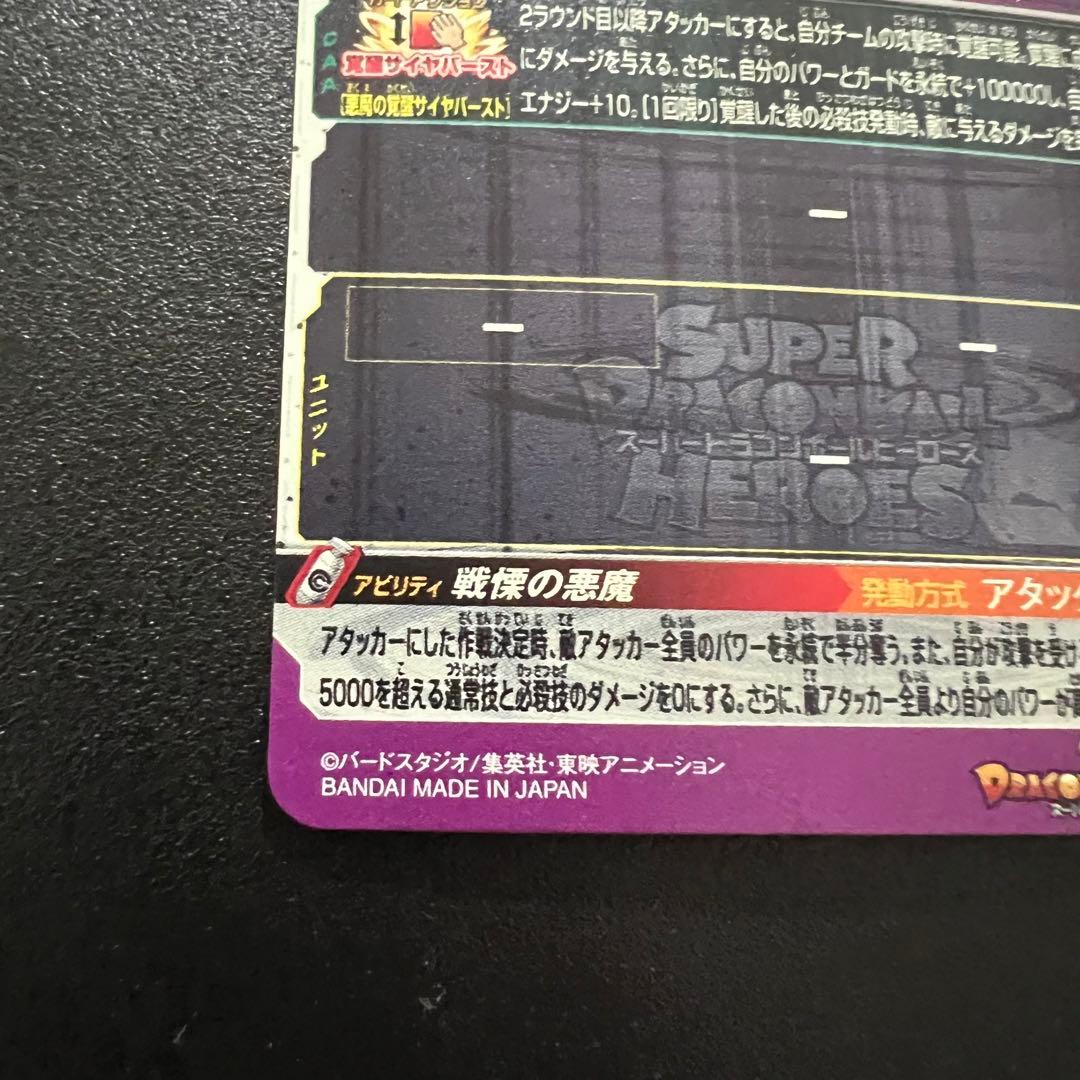 2ラウンド目以降アタッカーにすると、自分チームの攻撃時に覚醒可能。覚醒
CAA
覚醒サイヤバースト
にダメージを与える。さらに、自分のパワーとガードを永続で+10000し、
[悪魔の覚醒サイヤバースト]
エナジー+10。[1回限り]覚醒した後の必殺技発動時、敵に与えるダメージを
SUPER
DRAGON BALL
スーパードラゴンボールヒーローズ
HEROES
ユニット
アビリティ 戦慄の悪魔
発動方式 アタッ
アタッカーにした作戦決定時、敵アタッカー全員のパワーを永続で半分奪う。また、自分が攻撃を受け
5000を超える通常技と必殺技のダメージを0にする。さらに、敵アタッカー全員より自分のパワーが
©バードスタジオ/集英社・東映アニメーション
BANDAI MADE IN JAPAN